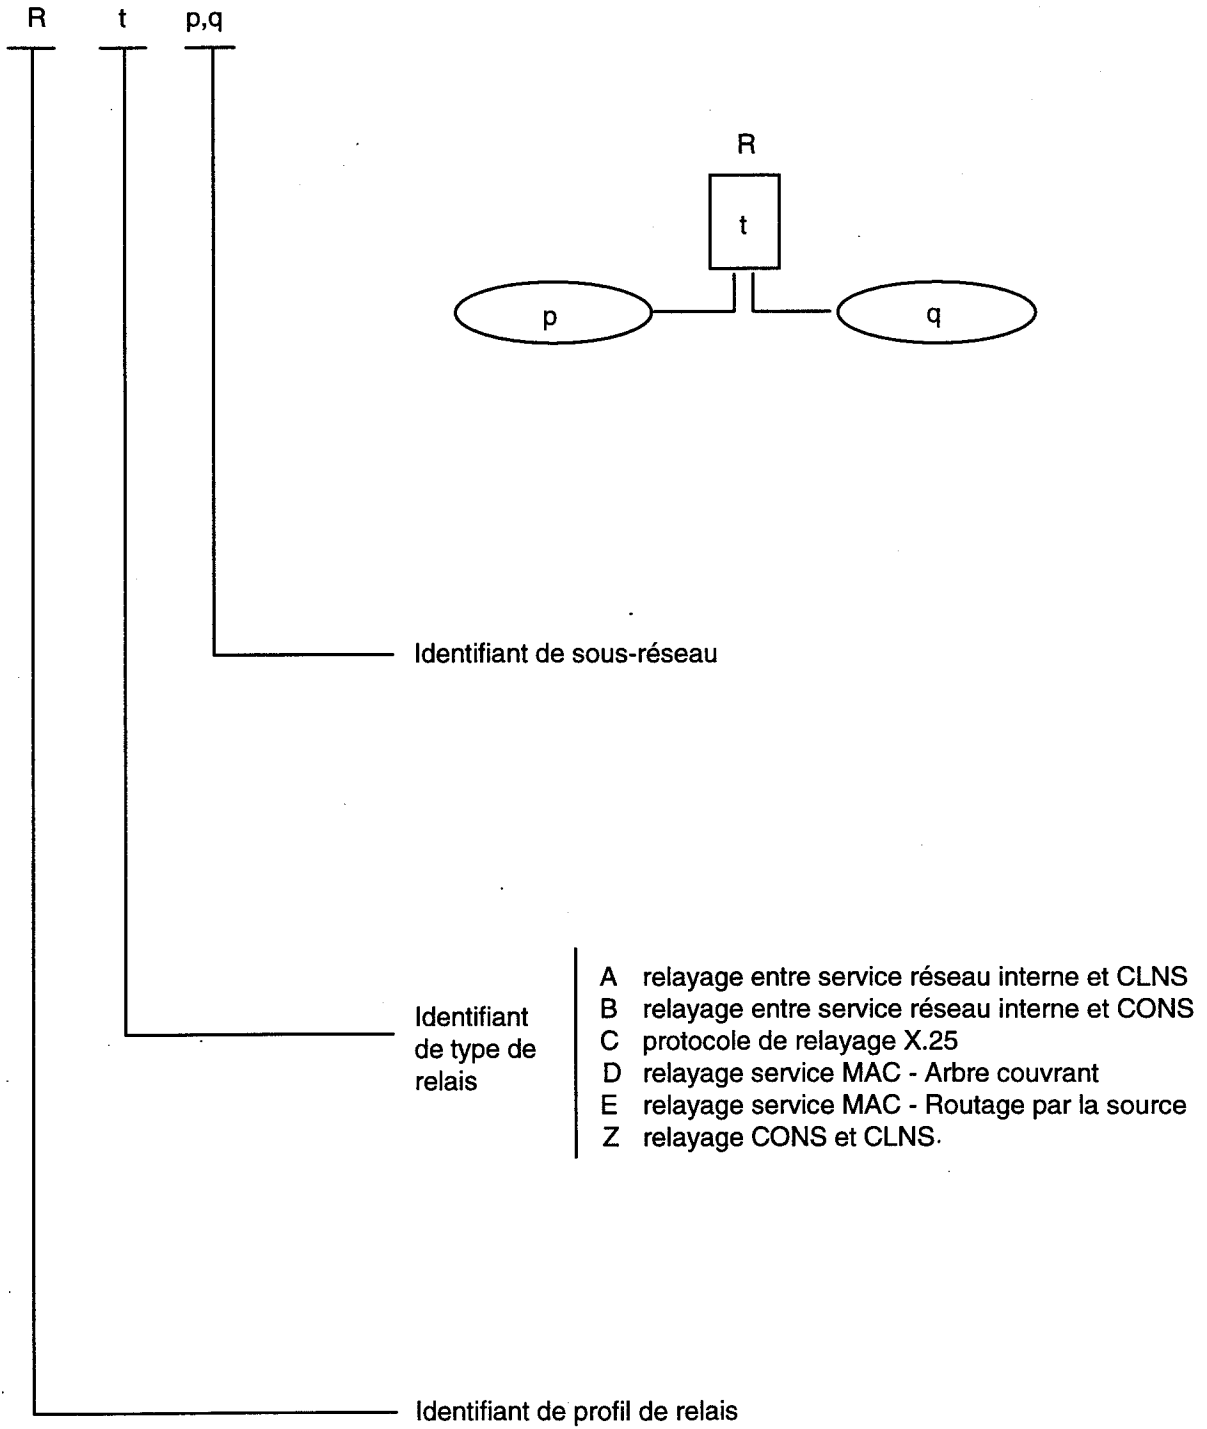 R t p,q
R
t
p
q
Identifiant de sous-réseau
Identifiant
de type de
relais
A relayage entre service réseau interne et CLNS
B relayage entre service réseau interne et CONS
C protocole de relayage X.25
D relayage service MAC - Arbre couvrant
E relayage service MAC - Routage par la source
Z relayage CONS et CLNS.
Identifiant de profil de relais